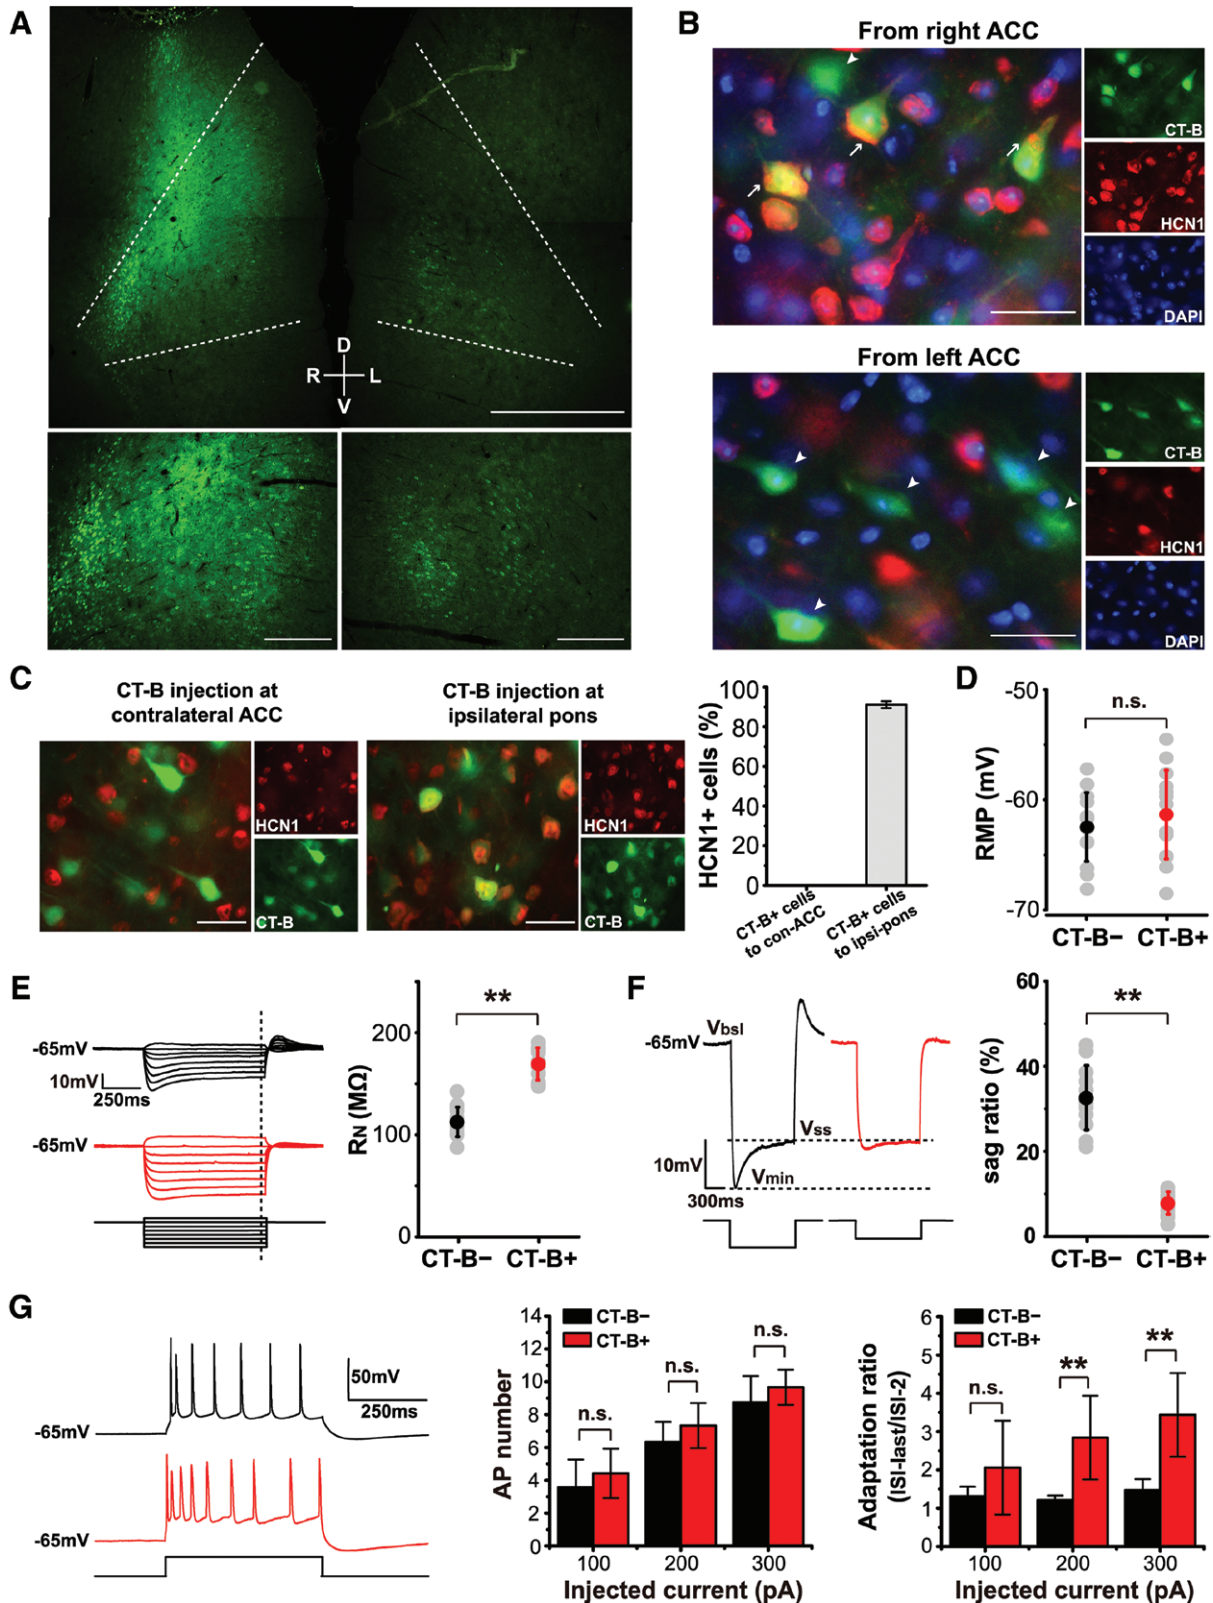 A
D
R
L
V
B
From right ACC
CT-B
HCN1
DAPI
From left ACC
CT-B
HCN1
DAPI
C
CT-B injection at
contralateral ACC
HCN1
CT-B
CT-B injection at
ipsilateral pons
HCN1
CT-B
HCN1+ cells (%)
100
80
60
40
20
0
CT-B+ cells
to con-ACC
CT-B+ cells
to ipsi-pons
D
RMP (mV)
-50
-60
-70
n.s.
CT-B−
CT-B+
E
-65mV
10mV
250ms
-65mV
RN (MΩ)
200
100
0
**
CT-B−
CT-B+
F
-65mV
Vbsl
Vss
Vmin
10mV
300ms
sag ratio (%)
60
40
20
0
**
CT-B−
CT-B+
G
-65mV
50mV
250ms
-65mV
AP number
14
12
10
8
6
4
2
0
CT-B−
CT-B+
n.s.
n.s.
n.s.
100
200
300
Injected current (pA)
Adaptation ratio
(ISI-last/ISI-2)
6
5
4
3
2
1
0
CT-B−
CT-B+
n.s.
**
**
100
200
300
Injected current (pA)